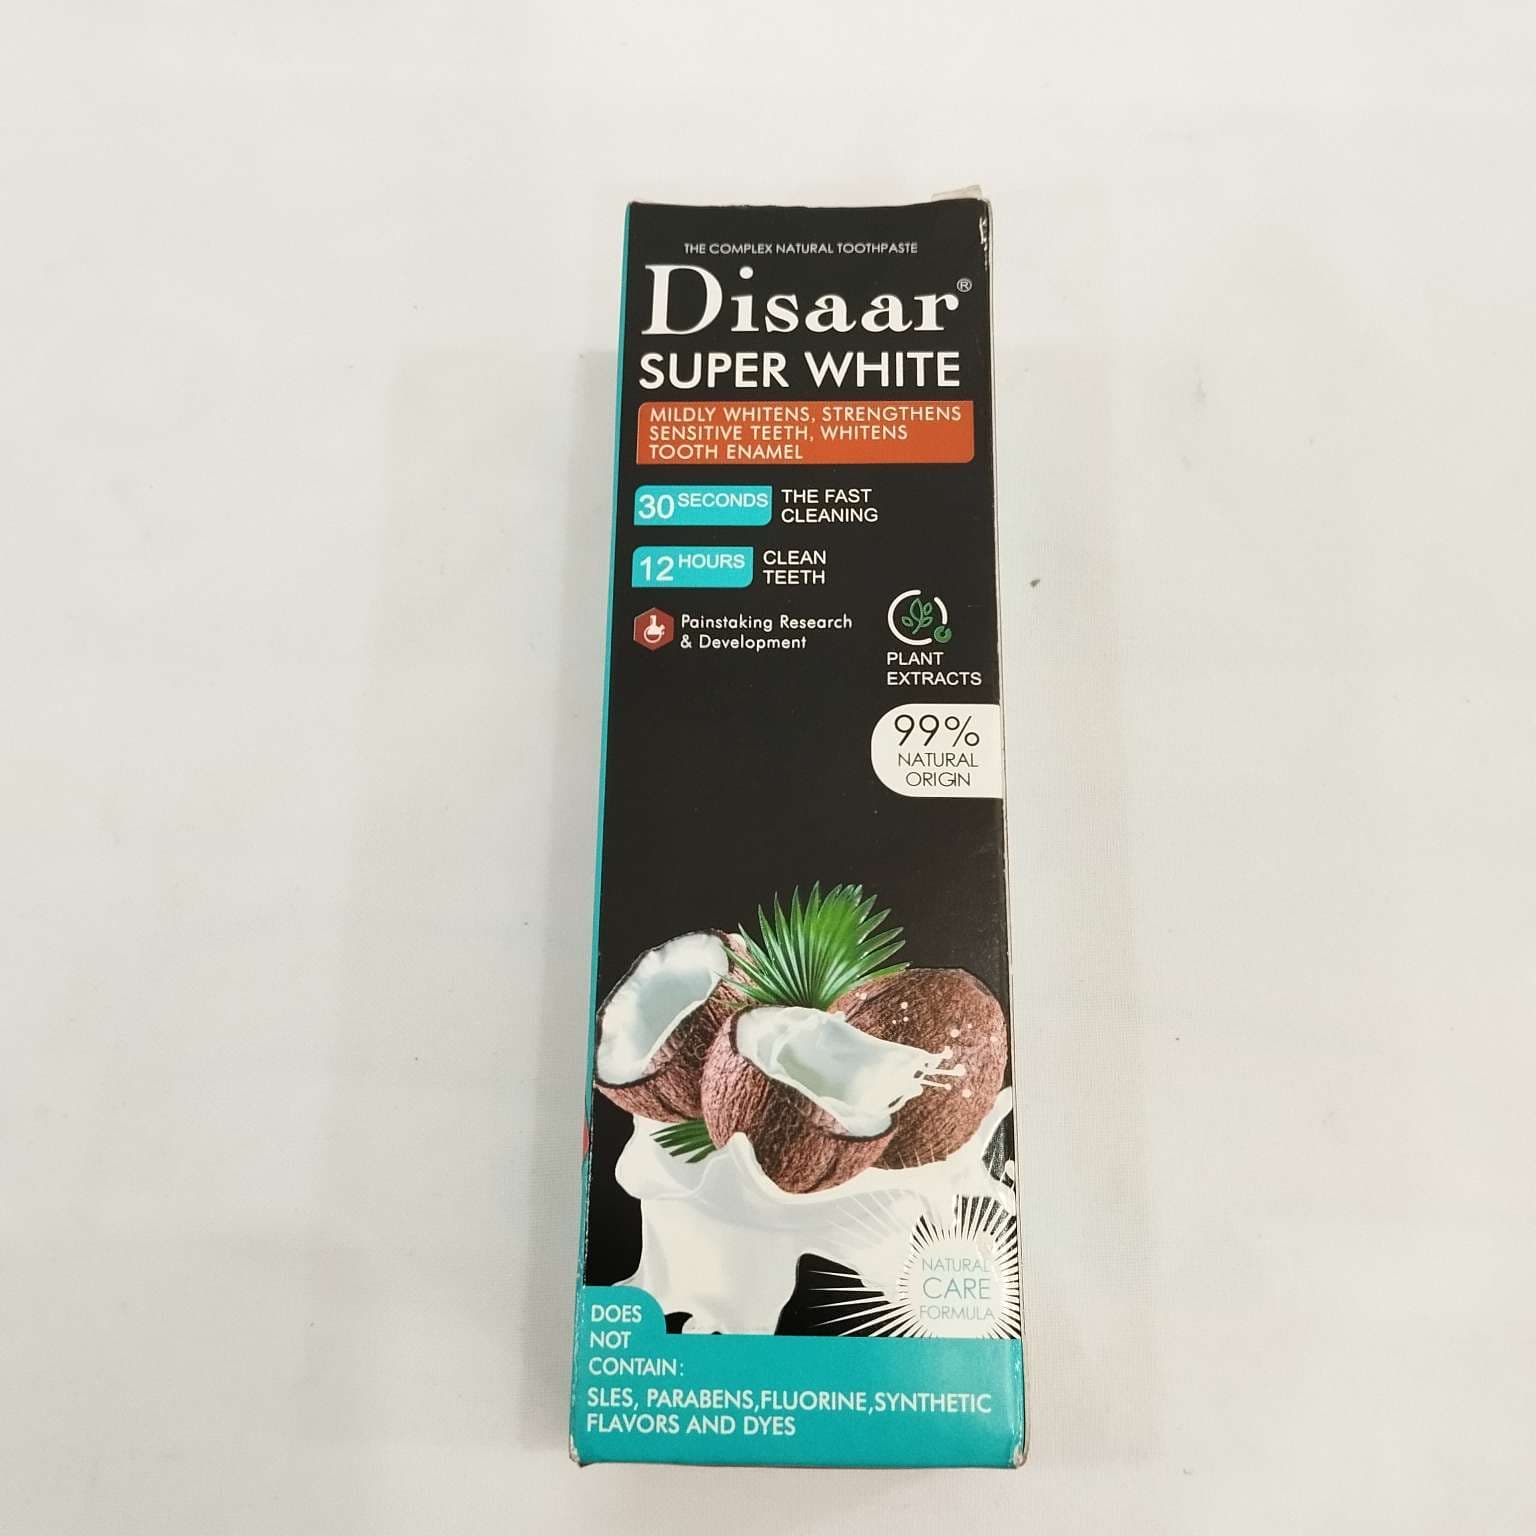 THE COMPLEX NATURAL TOOTHPASTE
Disaar®
SUPER WHITE
MILDLY WHITENS, STRENGTHENS
SENSITIVE TEETH, WHITENS
TOOTH ENAMEL
30 SECONDS THE FAST
CLEANING
12 HOURS CLEAN
TEETH
Painstaking Research
& Development
PLANT
EXTRACTS
99%
NATURAL
ORIGIN
NATURAL
CARE
FORMULA
DOES
NOT
CONTAIN:
SLES, PARABENS,FLUORINE,SYNTHETIC
FLAVORS AND DYES